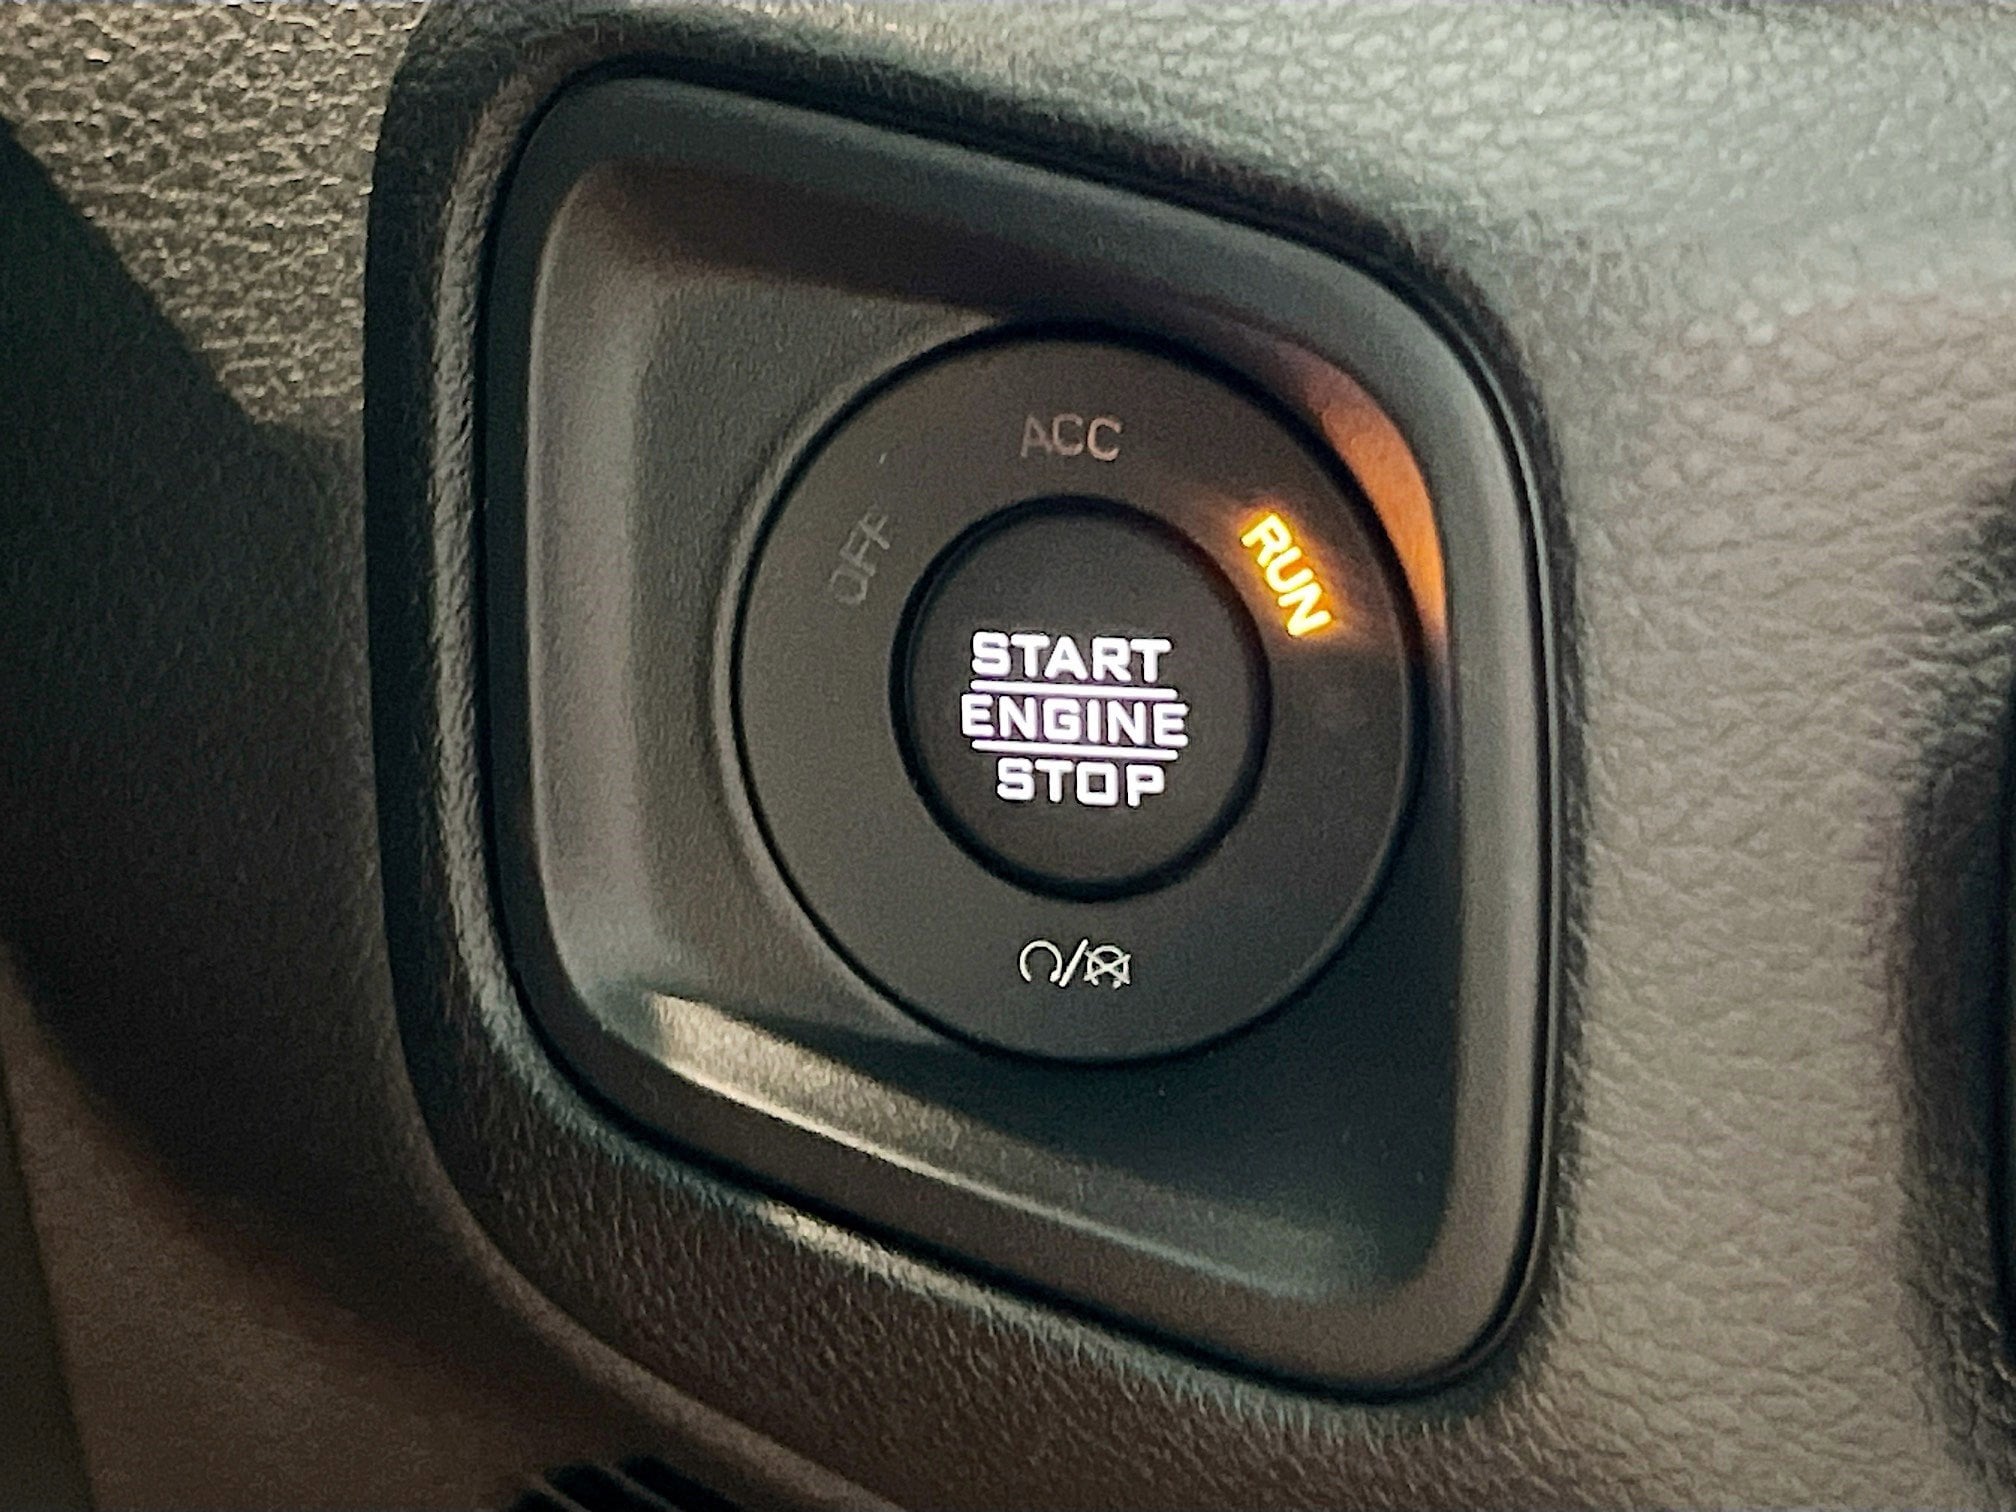 ACC
OFF
RUN
START
ENGINE
STOP